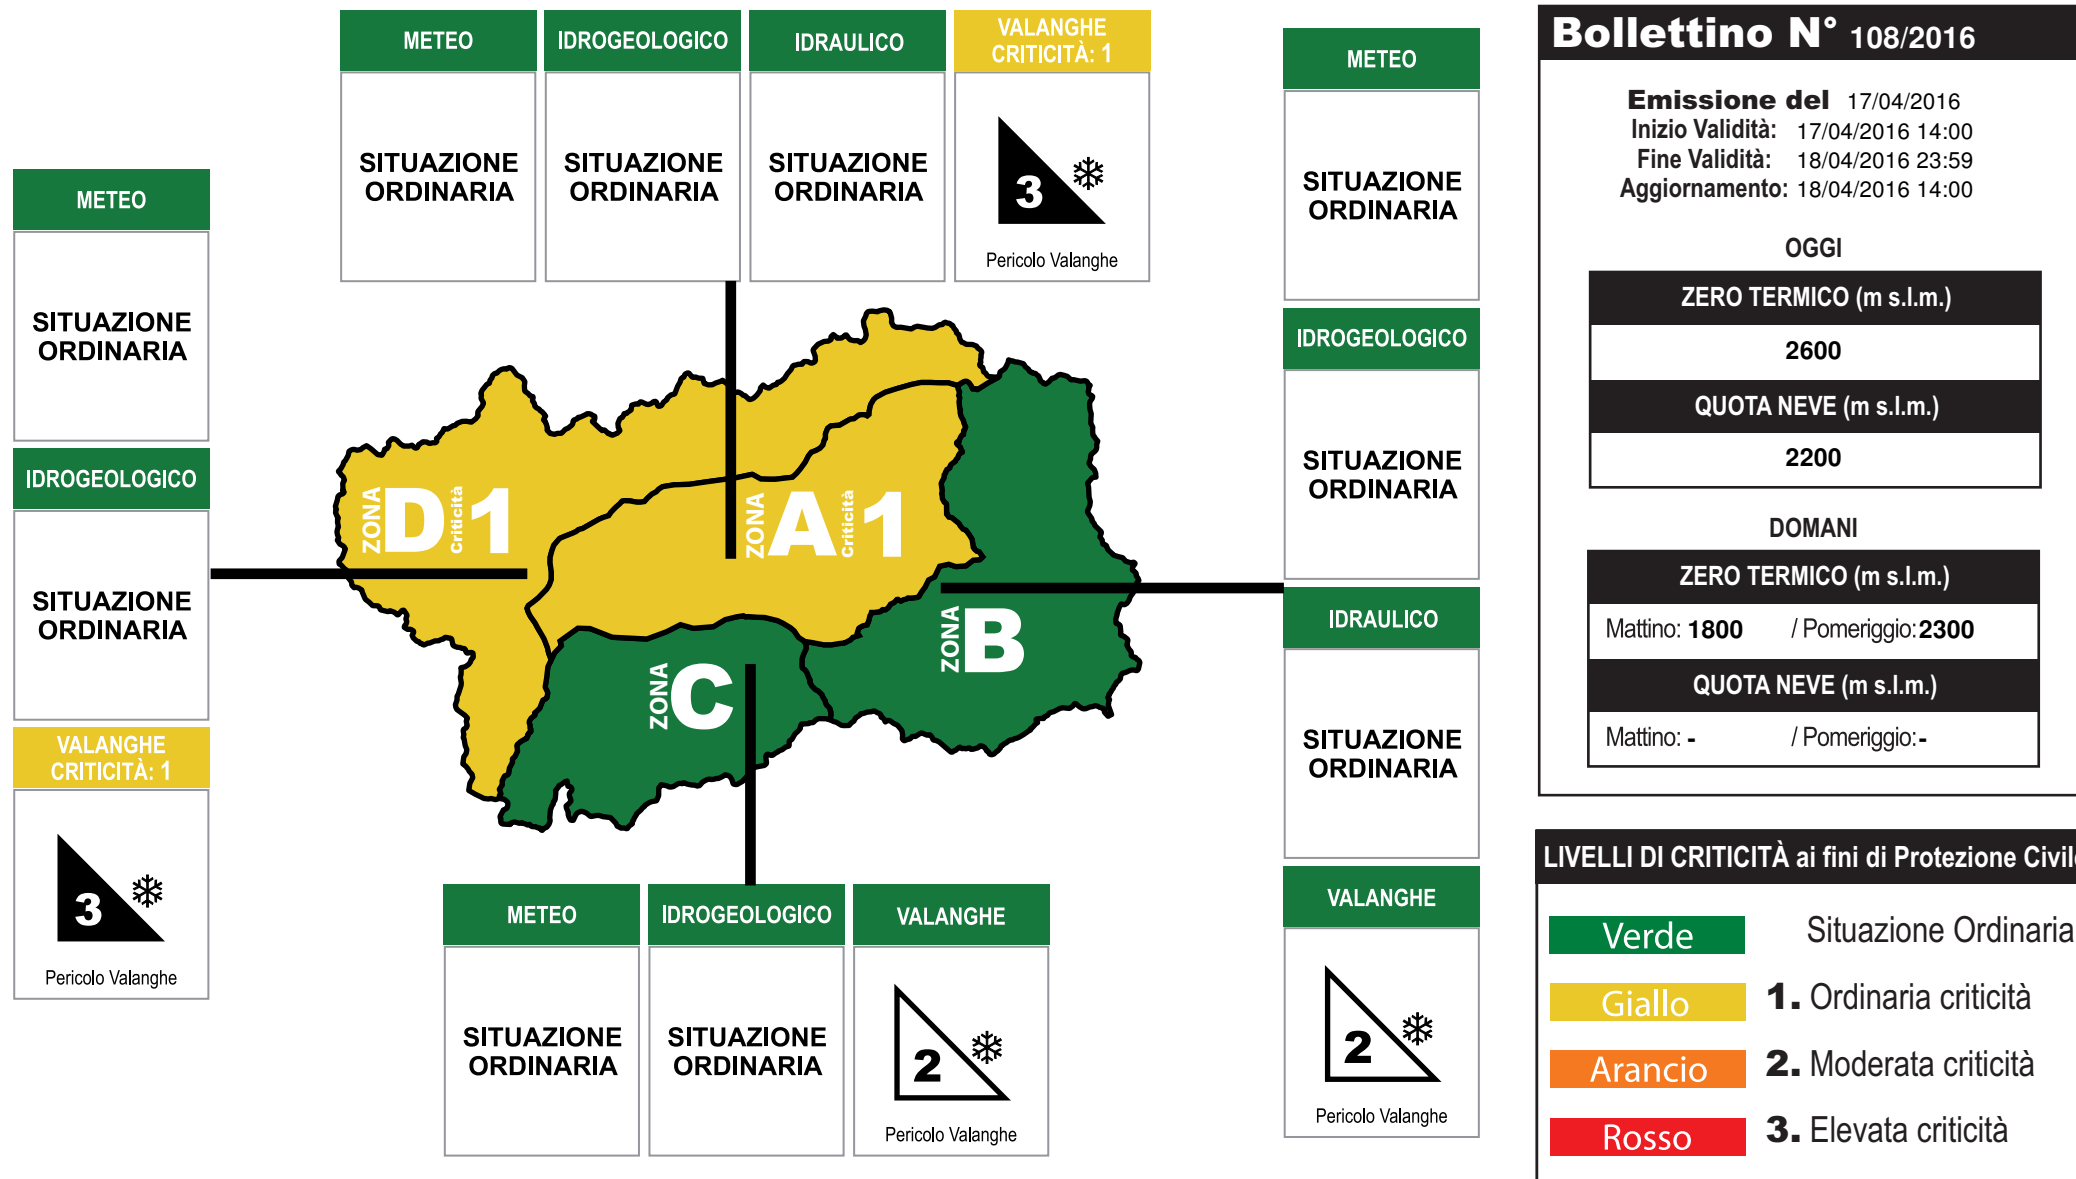 METEO
SITUAZIONE
ORDINARIA
IDROGEOLOGICO
SITUAZIONE
ORDINARIA
IDRAULICO
SITUAZIONE
ORDINARIA
VALANGHE
CRITICITÀ: 1
3
Pericolo Valanghe
METEO
SITUAZIONE
ORDINARIA
IDROGEOLOGICO
SITUAZIONE
ORDINARIA
VALANGHE
CRITICITÀ: 1
3
Pericolo Valanghe
ZONA D Criticità 1
ZONA A Criticità 1
ZONA B
ZONA C
METEO
SITUAZIONE
ORDINARIA
IDROGEOLOGICO
SITUAZIONE
ORDINARIA
VALANGHE
2
Pericolo Valanghe
METEO
SITUAZIONE
ORDINARIA
IDROGEOLOGICO
SITUAZIONE
ORDINARIA
IDRAULICO
SITUAZIONE
ORDINARIA
VALANGHE
2
Pericolo Valanghe
Bollettino N° 108/2016
Emissione del 17/04/2016
Inizio Validità: 17/04/2016 14:00
Fine Validità: 18/04/2016 23:59
Aggiornamento: 18/04/2016 14:00
OGGI
ZERO TERMICO (m s.l.m.)
2600
QUOTA NEVE (m s.l.m.)
2200
DOMANI
ZERO TERMICO (m s.l.m.)
Mattino: 1800 / Pomeriggio: 2300
QUOTA NEVE (m s.l.m.)
Mattino: - / Pomeriggio: -
LIVELLI DI CRITICITÀ ai fini di Protezione Civile
Verde Situazione Ordinaria
Giallo 1. Ordinaria criticità
Arancio 2. Moderata criticità
Rosso 3. Elevata criticità